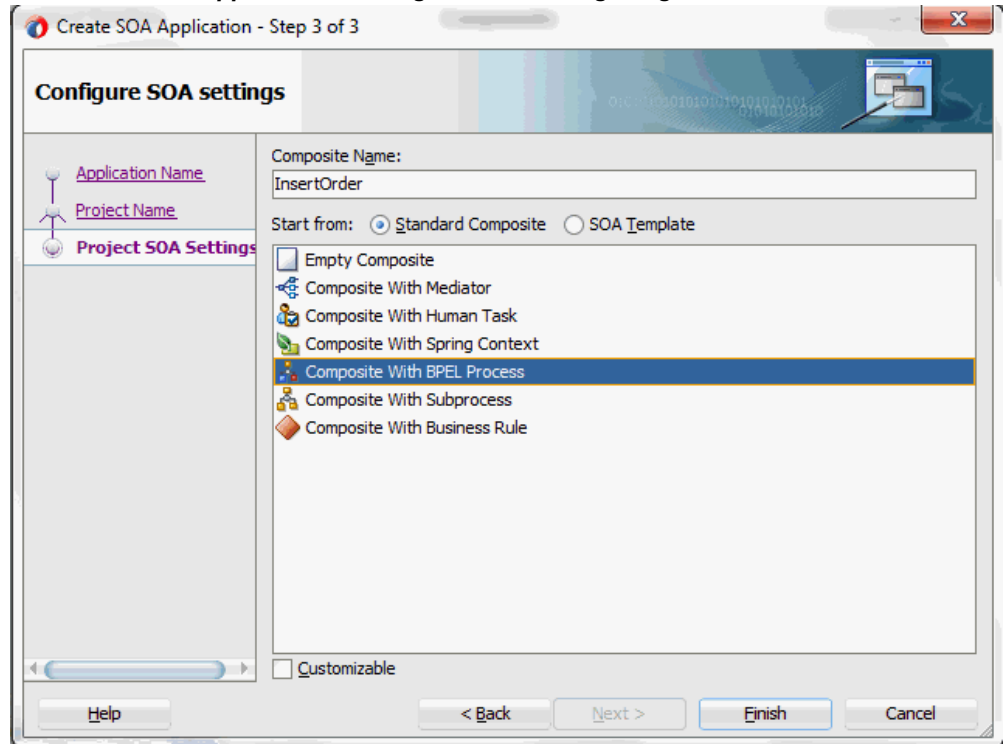 Create SOA Application - Step 3 of 3
Configure SOA settings
Application Name
Project Name
Project SOA Settings
Composite Name:
InsertOrder
Start from: Standard Composite SOA Template
Empty Composite
Composite With Mediator
Composite With Human Task
Composite With Spring Context
Composite With BPEL Process
Composite With Subprocess
Composite With Business Rule
Customizable
Help < Back Next > Finish Cancel